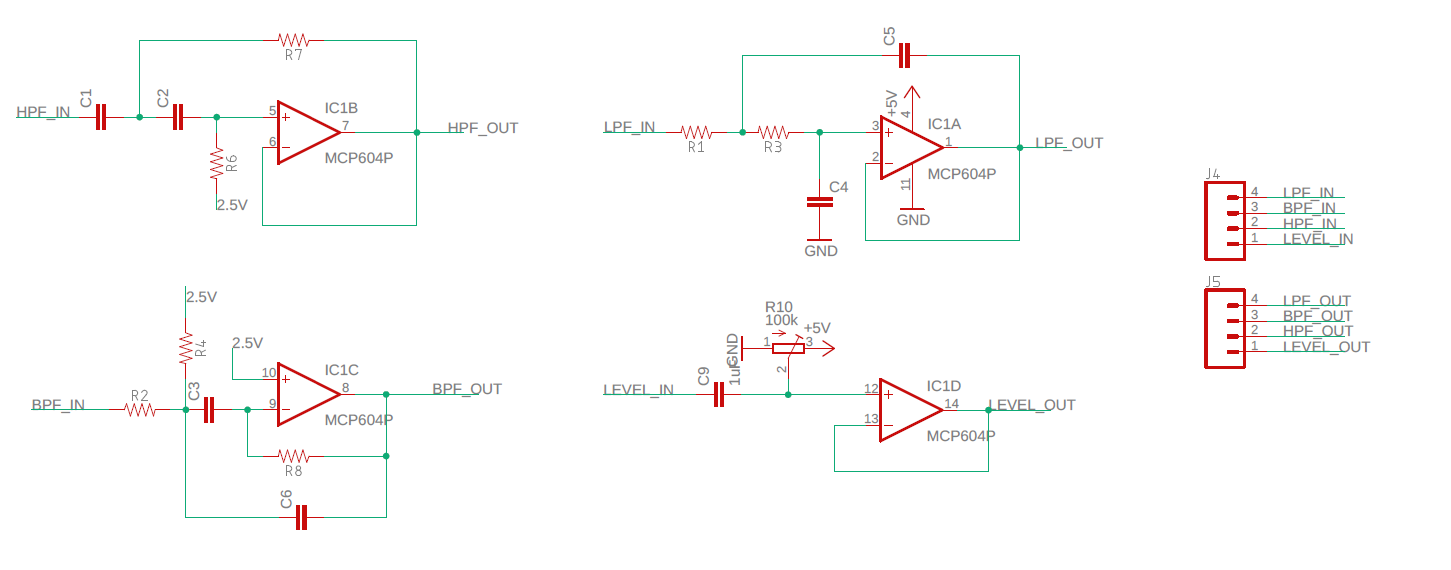 R7
C1
C2
HPF_IN
5
+
6
−
IC1B
7
HPF_OUT
MCP604P
R6
2.5V
C5
LPF_IN
R1
R3
+5V
4
3
+
2
−
IC1A
1
LPF_OUT
MCP604P
11
GND
C4
GND
J4
4 LPF_IN
3 BPF_IN
2 HPF_IN
1 LEVEL_IN
J5
4 LPF_OUT
3 BPF_OUT
2 HPF_OUT
1 LEVEL_OUT
2.5V
R4
2.5V
BPF_IN
R2
C3
10
+
9
−
IC1C
8
BPF_OUT
MCP604P
R8
C6
R10
100k
+5V
GND
1
3
2
LEVEL_IN
C9
1uF
12
+
13
−
IC1D
14
LEVEL_OUT
MCP604P